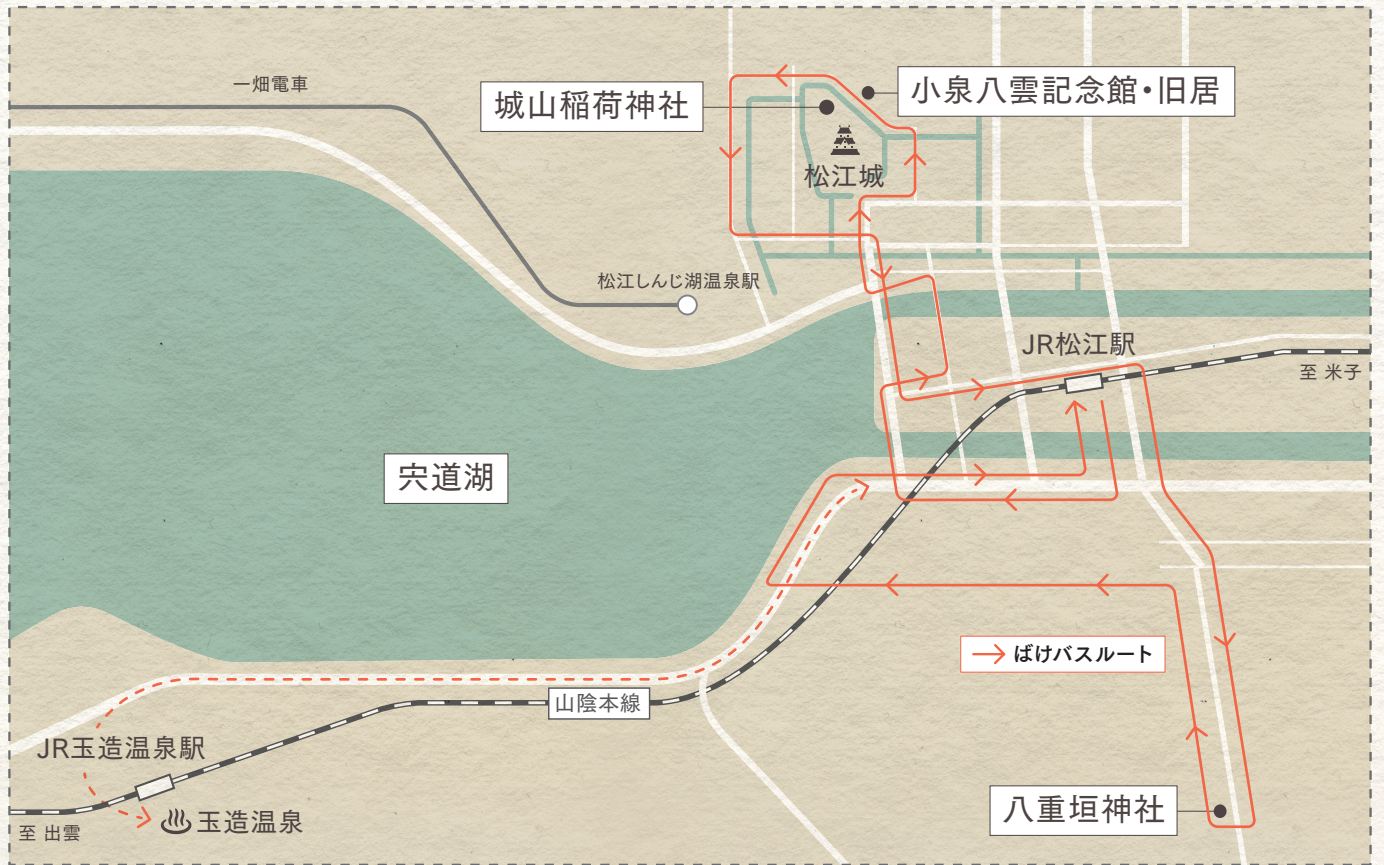 一畑電車
城山稲荷神社
小泉八雲記念館・旧居
松江城
松江しんじ湖温泉駅
JR松江駅
至 米子
宍道湖
ばけバスルート
山陰本線
JR玉造温泉駅
八重垣神社
玉造温泉
至 出雲